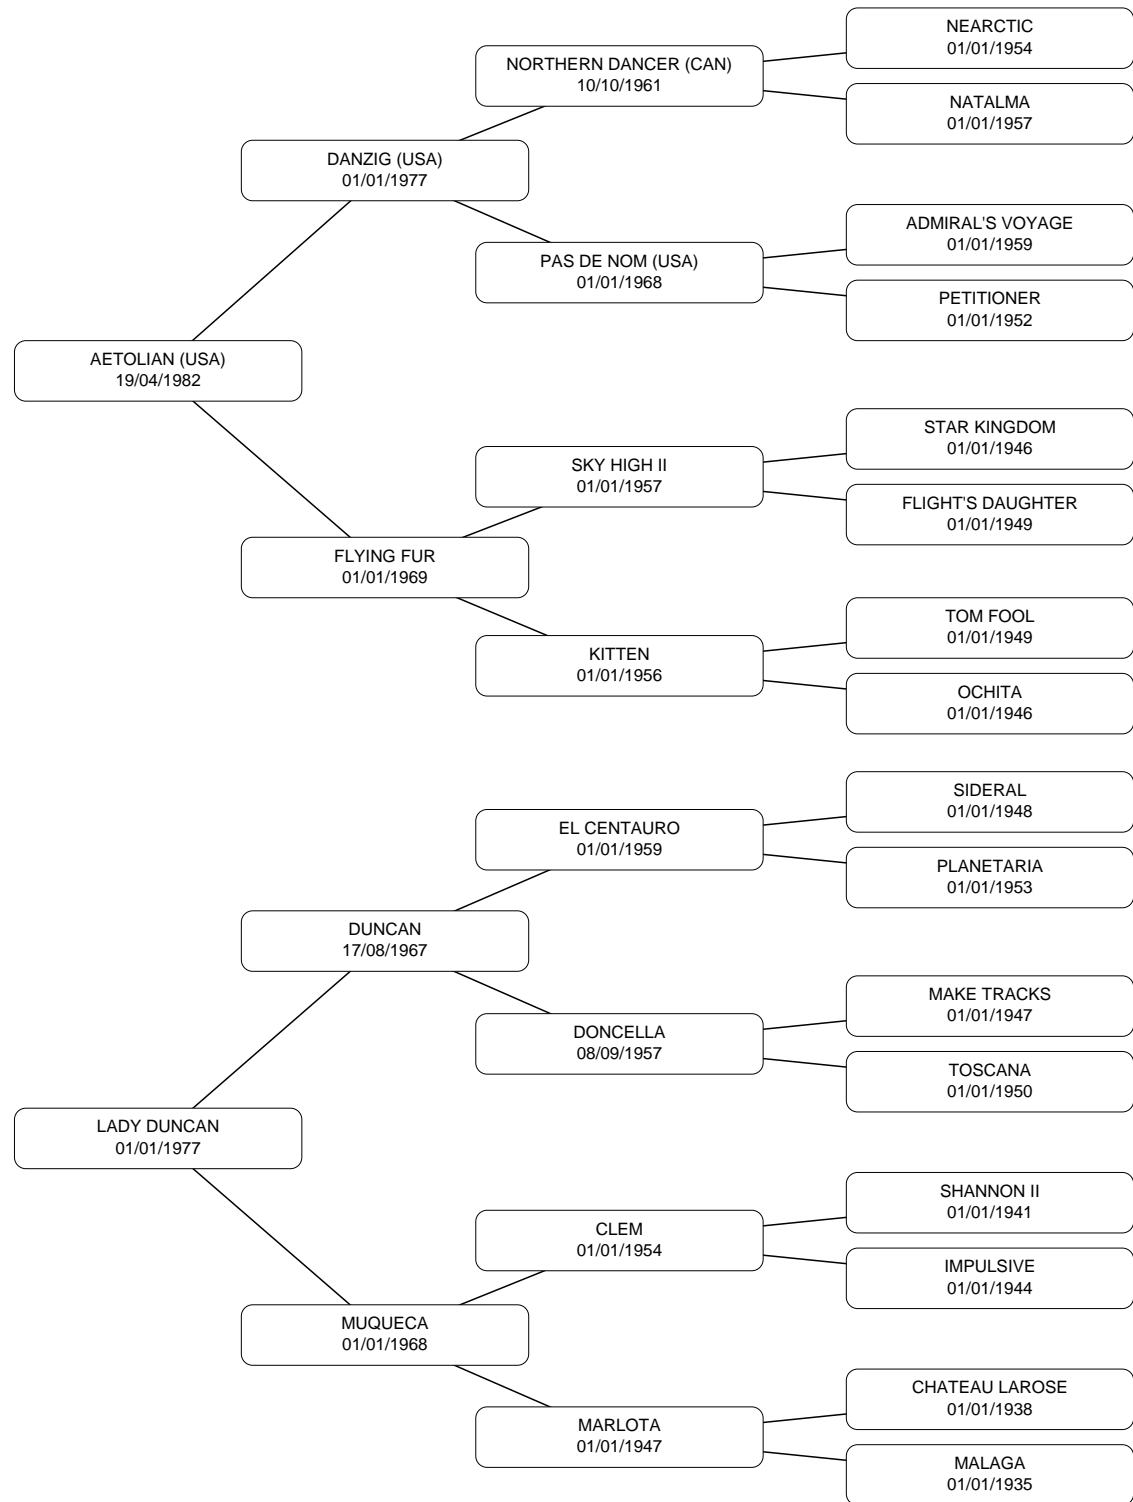 NEARCTIC
01/01/1954
NORTHERN DANCER (CAN)
10/10/1961
NATALMA
01/01/1957
DANZIG (USA)
01/01/1977
ADMIRAL'S VOYAGE
01/01/1959
PAS DE NOM (USA)
01/01/1968
PETITIONER
01/01/1952
AETOLIAN (USA)
19/04/1982
STAR KINGDOM
01/01/1946
SKY HIGH II
01/01/1957
FLIGHT'S DAUGHTER
01/01/1949
FLYING FUR
01/01/1969
TOM FOOL
01/01/1949
KITTEN
01/01/1956
OCHITA
01/01/1946
SIDERAL
01/01/1948
EL CENTAURO
01/01/1959
PLANETARIA
01/01/1953
DUNCAN
17/08/1967
MAKE TRACKS
01/01/1947
DONCELLA
08/09/1957
TOSCANA
01/01/1950
LADY DUNCAN
01/01/1977
SHANNON II
01/01/1941
CLEM
01/01/1954
IMPULSIVE
01/01/1944
MUQUECA
01/01/1968
CHATEAU LAROSE
01/01/1938
MARLOTA
01/01/1947
MALAGA
01/01/1935